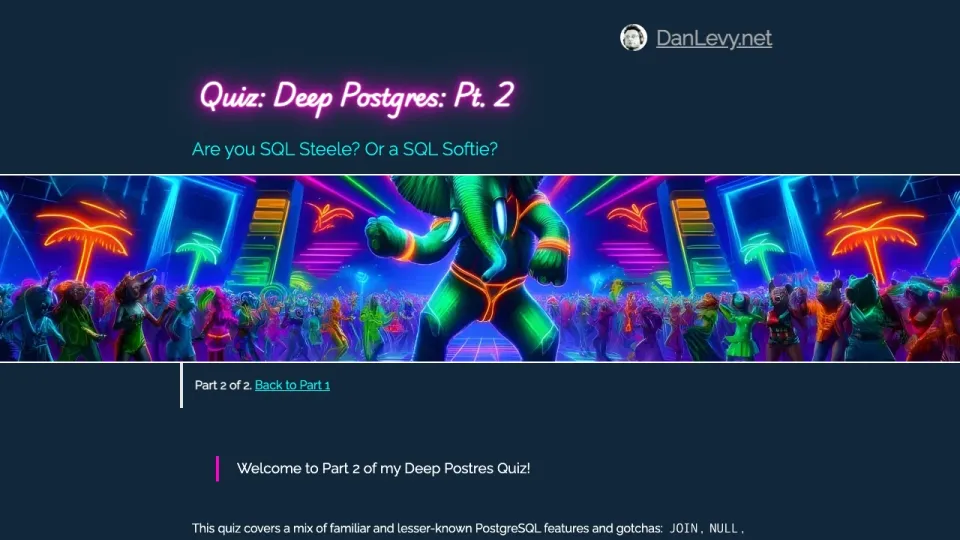 DanLevy.net
Quiz: Deep Postgres: Pt. 2
Are you SQL Steele? Or a SQL Softie?
Part 2 of 2. Back to Part 1
Welcome to Part 2 of my Deep Postres Quiz!
This quiz covers a mix of familiar and lesser-known PostgreSQL features and gotchas: JOIN, NULL,